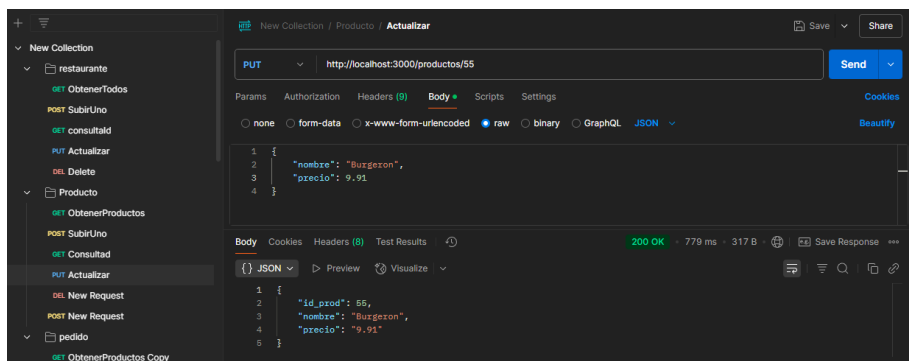 New Collection / Producto / Actualizar
Save
Share
New Collection
restaurante
GET ObtenerTodos
POST SubirUno
GET consultaId
PUT Actualizar
DEL Delete
Producto
GET ObtenerProductos
POST SubirUno
GET Consultad
PUT Actualizar
DEL New Request
POST New Request
pedido
GET ObtenerProductos Copy
PUT http://localhost:3000/productos/55
Send
Params Authorization Headers (9) Body Scripts Settings
Cookies
none form-data x-www-form-urlencoded raw binary GraphQL JSON
Beautify
1 {
2 "nombre": "Burgeron",
3 "precio": 9.91
4 }
Body Cookies Headers (8) Test Results
200 OK • 779 ms • 317 B
e.g. Save Response
{} JSON Preview Visualize
1 {
2 "id_prod": 55,
3 "nombre": "Burgeron",
4 "precio": "9.91"
5 }